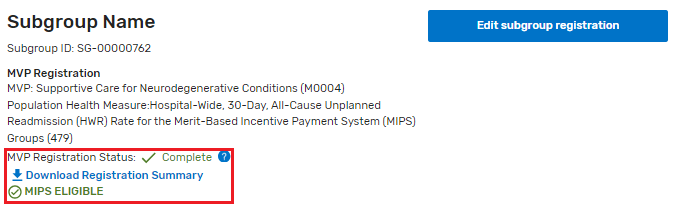 Subgroup Name
Edit subgroup registration
Subgroup ID: SG-00000762
MVP Registration
MVP: Supportive Care for Neurodegenerative Conditions (M0004)
Population Health Measure:Hospital-Wide, 30-Day, All-Cause Unplanned
Readmission (HWR) Rate for the Merit-Based Incentive Payment System (MIPS)
Groups (479)
MVP Registration Status: Complete ?
Download Registration Summary
MIPS ELIGIBLE